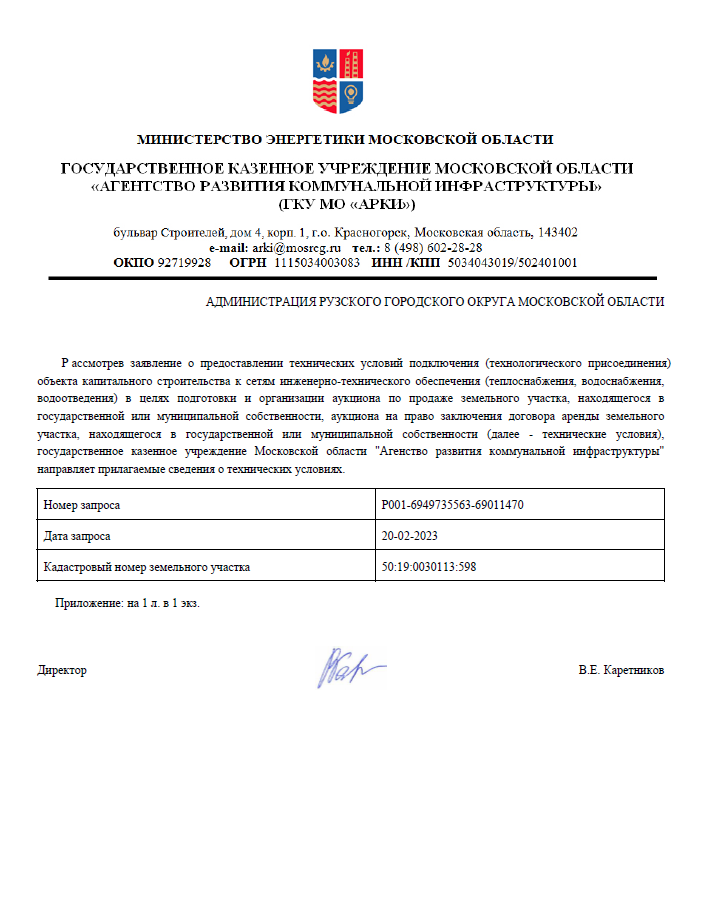 МИНИСТЕРСТВО ЭНЕРГЕТИКИ МОСКОВСКОЙ ОБЛАСТИ
ГОСУДАРСТВЕННОЕ КАЗЕННОЕ УЧРЕЖДЕНИЕ МОСКОВСКОЙ ОБЛАСТИ
«АГЕНТСТВО РАЗВИТИЯ КОММУНАЛЬНОЙ ИНФРАСТРУКТУРЫ»
(ГКУ МО «АРКИ»)
бульвар Строителей, дом 4, корп. 1, г.о. Красногорск, Московская область, 143402
e-mail: arki@mosreg.ru тел.: 8 (498) 602-28-28
ОКПО 92719928 ОГРН 1115034003083 ИНН /КПП 5034043019/502401001
АДМИНИСТРАЦИЯ РУЗСКОГО ГОРОДСКОГО ОКРУГА МОСКОВСКОЙ ОБЛАСТИ
Рассмотрев заявление о предоставлении технических условий подключения (технологического присоединения)
объекта капитального строительства к сетям инженерно-технического обеспечения (теплоснабжения, водоснабжения,
водоотведения) в целях подготовки и организации аукциона по продаже земельного участка, находящегося в
государственной или муниципальной собственности, аукциона на право заключения договора аренды земельного
участка, находящегося в государственной или муниципальной собственности (далее - технические условия),
государственное казенное учреждение Московской области "Агенство развития коммунальной инфраструктуры"
направляет прилагаемые сведения о технических условиях.
Номер запроса P001-6949735563-69011470
Дата запроса 20-02-2023
Кадастровый номер земельного участка 50:19:0030113:598
Приложение: на 1 л. в 1 экз.
Директор В.Е. Каретников